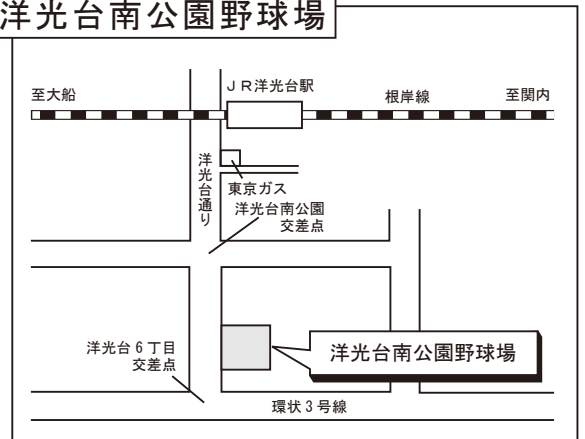 洋光台南公園野球場
JR洋光台駅
至大船
根岸線
至関内
洋光台通り
東京ガス
洋光台南公園
交差点
洋光台6丁目
交差点
洋光台南公園野球場
環状3号線